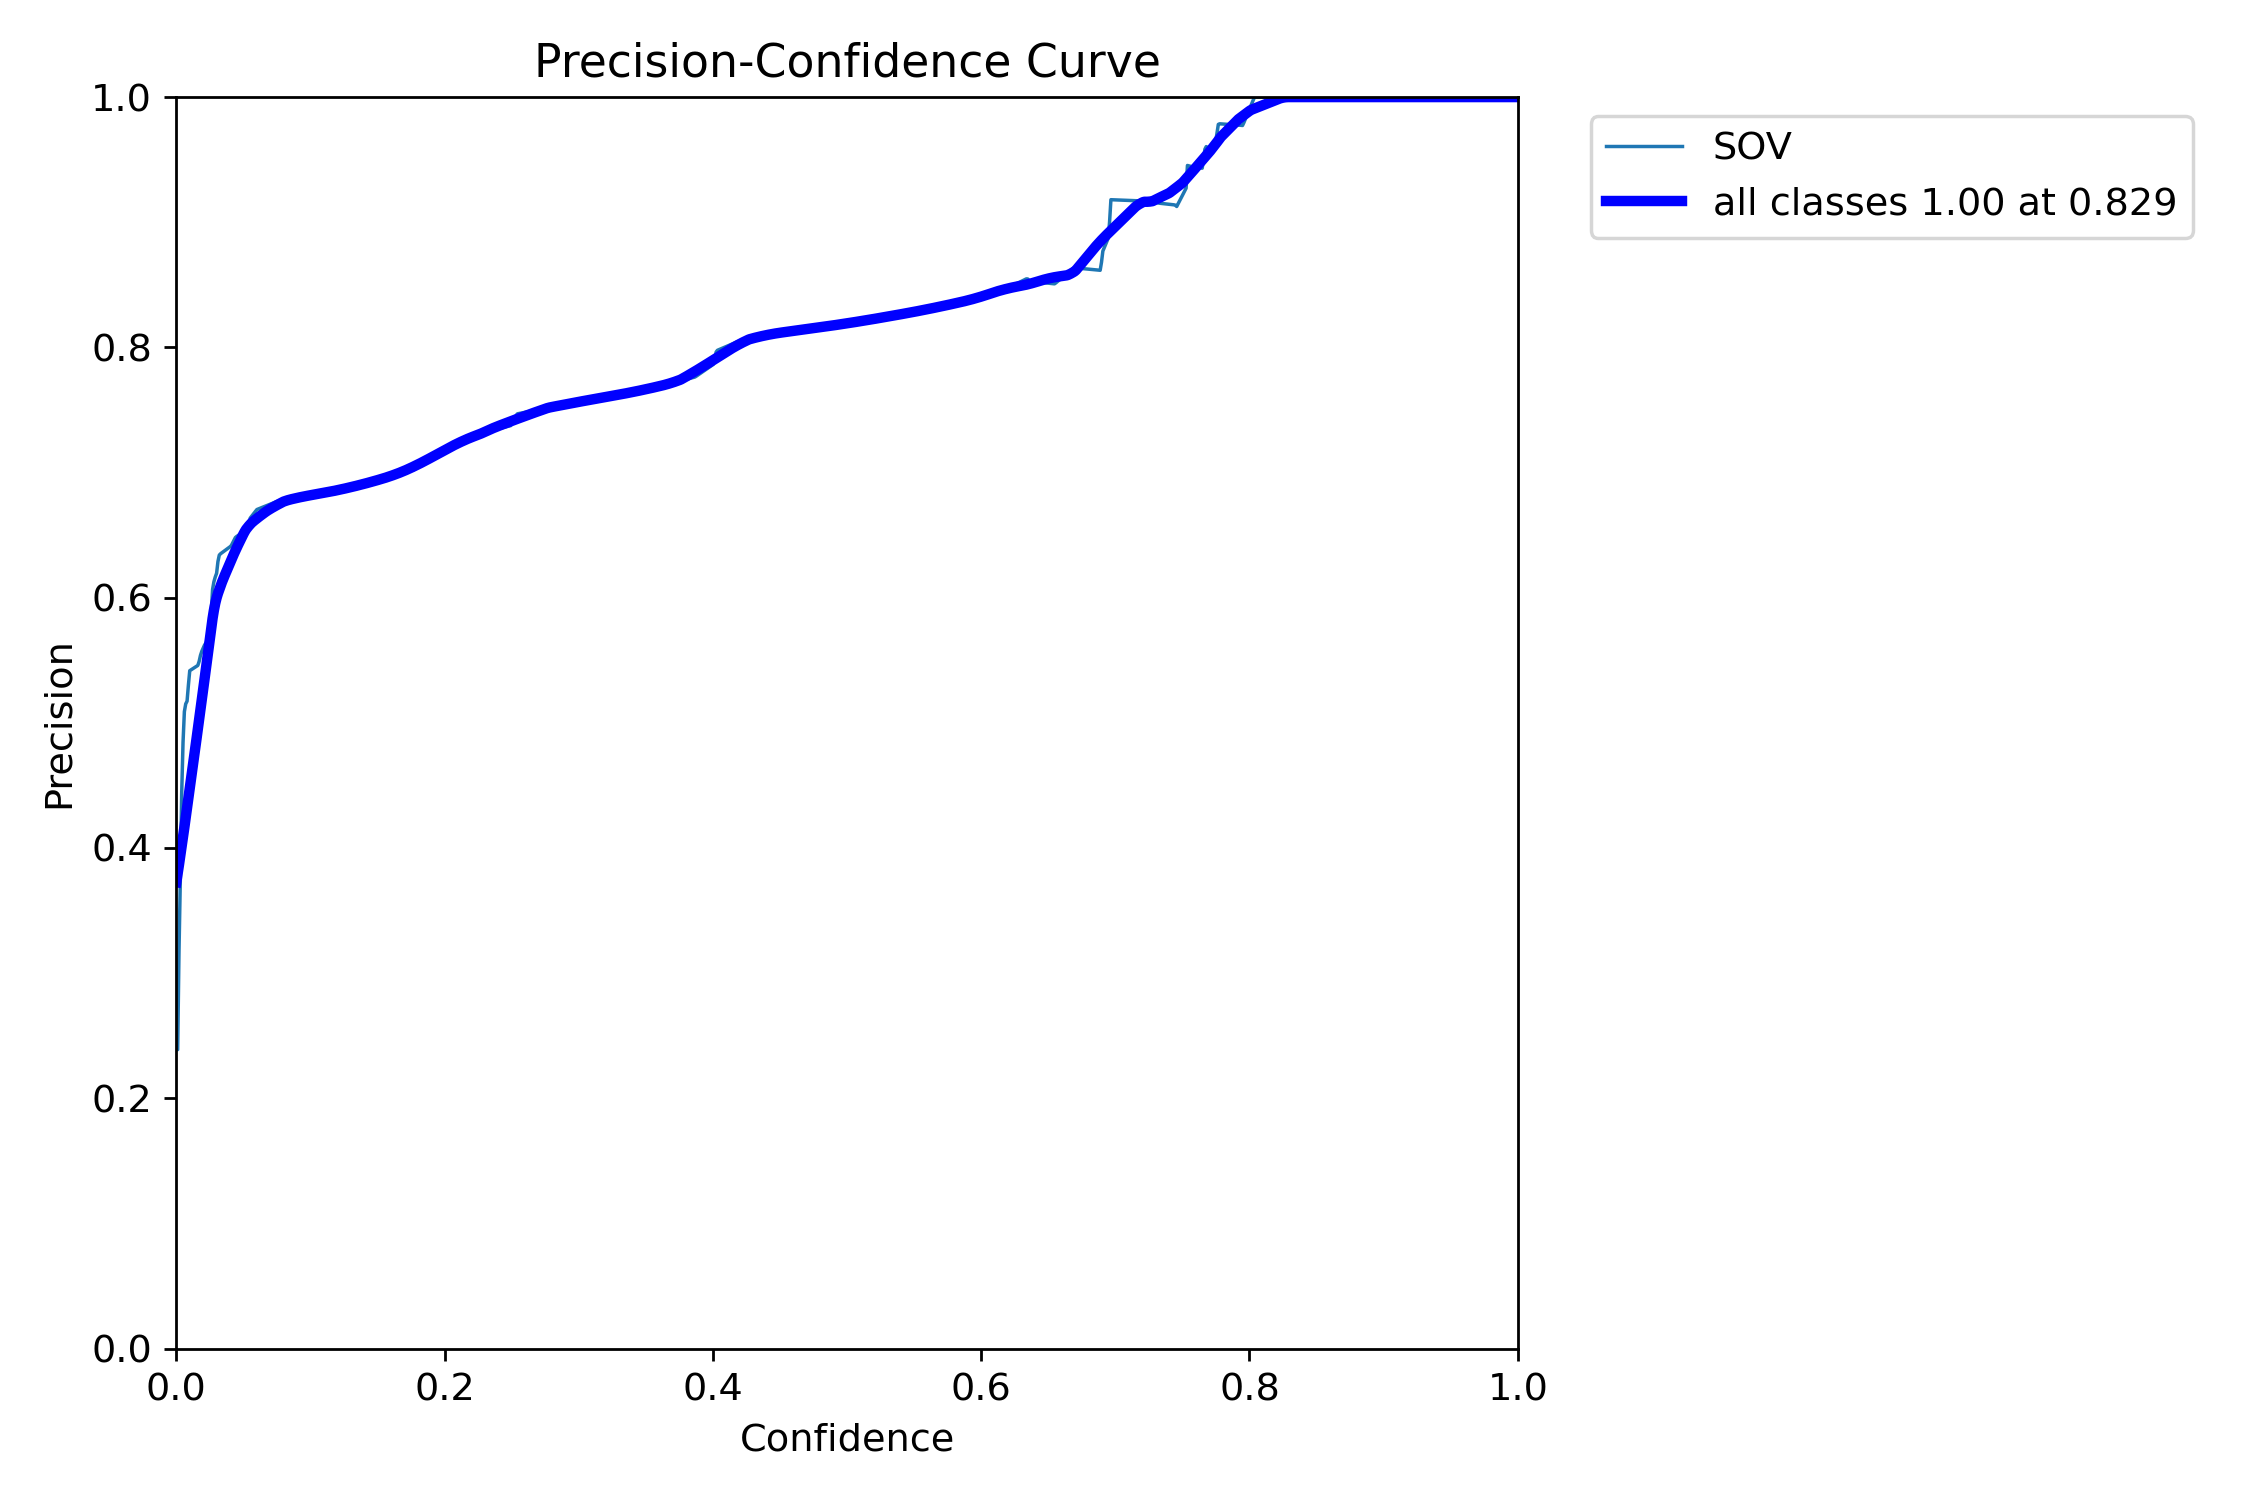 Precision-Confidence Curve
1.0
0.8
0.6
0.4
0.2
0.0
Precision
0.0 0.2 0.4 0.6 0.8 1.0
Confidence
SOV
all classes 1.00 at 0.829